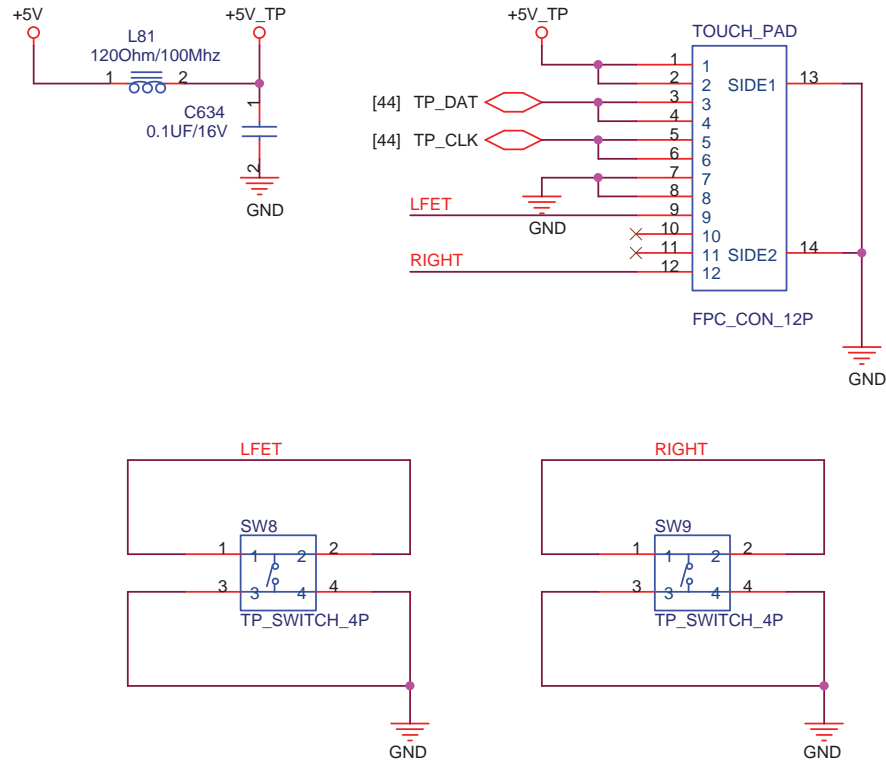 +5V
+5V_TP
L81
120Ohm/100Mhz
1 2
C634
0.1UF/16V
1
2
GND
+5V_TP
TOUCH_PAD
1 1
2 2 SIDE1 13
[44] TP_DAT 3 3
4 4
[44] TP_CLK 5 5
6 6
7 7
8 8
GND
LFET 9 9
10 10
11 11 SIDE2 14
RIGHT 12 12
FPC_CON_12P
GND
LFET
SW8
1 1 2 2
3 3 4 4
TP_SWITCH_4P
GND
RIGHT
SW9
1 1 2 2
3 3 4 4
TP_SWITCH_4P
GND